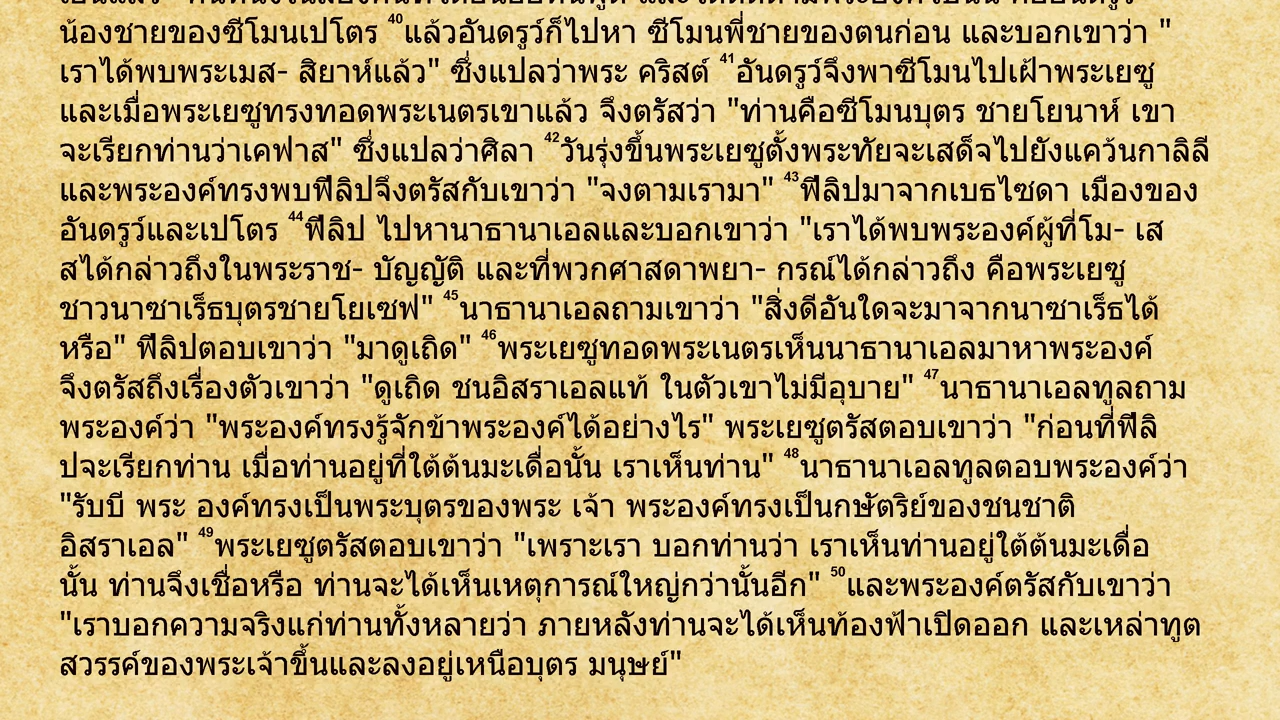 น้องชายของซีโมนเปโตร 40แล้วอันดรูว์ก็ไปหา ซีโมนพี่ชายของตนก่อน และบอกเขาว่า "
เราได้พบพระเมส- สิยาห์แล้ว" ซึ่งแปลว่าพระ คริสต์ 41อันดรูว์จึงพาซีโมนไปเฝ้าพระเยซู
และเมื่อพระเยซูทรงทอดพระเนตรเขาแล้ว จึงตรัสว่า "ท่านคือซีโมนบุตร ชายโยนาห์ เขา
จะเรียกท่านว่าเคฟาส" ซึ่งแปลว่าศิลา 42วันรุ่งขึ้นพระเยซูตั้งพระทัยจะเสด็จไปยังแคว้นกาลิลี
และพระองค์ทรงพบฟีลิปจึงตรัสกับเขาว่า "จงตามเรามา" 43ฟีลิปมาจากเบธไซดา เมืองของ
อันดรูว์และเปโตร 44ฟีลิป ไปหานาธานาเอลและบอกเขาว่า "เราได้พบพระองค์ผู้ที่โม- เส
สได้กล่าวถึงในพระราช- บัญญัติ และที่พวกศาสดาพยา- กรณ์ได้กล่าวถึง คือพระเยซู
ชาวนาซาเร็ธบุตรชายโยเซฟ" 45นาธานาเอลถามเขาว่า "สิ่งดีอันใดจะมาจากนาซาเร็ธได้
หรือ" ฟีลิปตอบเขาว่า "มาดูเถิด" 46พระเยซูทอดพระเนตรเห็นนาธานาเอลมาหาพระองค์
จึงตรัสถึงเรื่องตัวเขาว่า "ดูเถิด ชนอิสราเอลแท้ ในตัวเขาไม่มีอุบาย" 47นาธานาเอลทูลถาม
พระองค์ว่า "พระองค์ทรงรู้จักข้าพระองค์ได้อย่างไร" พระเยซูตรัสตอบเขาว่า "ก่อนที่ฟีลิ
ปจะเรียกท่าน เมื่อท่านอยู่ที่ใต้ต้นมะเดื่อนั้น เราเห็นท่าน" 48นาธานาเอลทูลตอบพระองค์ว่า
"รับบี พระ องค์ทรงเป็นพระบุตรของพระ เจ้า พระองค์ทรงเป็นกษัตริย์ของชนชาติ
อิสราเอล" 49พระเยซูตรัสตอบเขาว่า "เพราะเรา บอกท่านว่า เราเห็นท่านอยู่ใต้ต้นมะเดื่อ
นั้น ท่านจึงเชื่อหรือ ท่านจะได้เห็นเหตุการณ์ใหญ่กว่านั้นอีก" 50และพระองค์ตรัสกับเขาว่า
"เราบอกความจริงแก่ท่านทั้งหลายว่า ภายหลังท่านจะได้เห็นท้องฟ้าเปิดออก และเหล่าทูต
สวรรค์ของพระเจ้าขึ้นและลงอยู่เหนือบุตร มนุษย์"